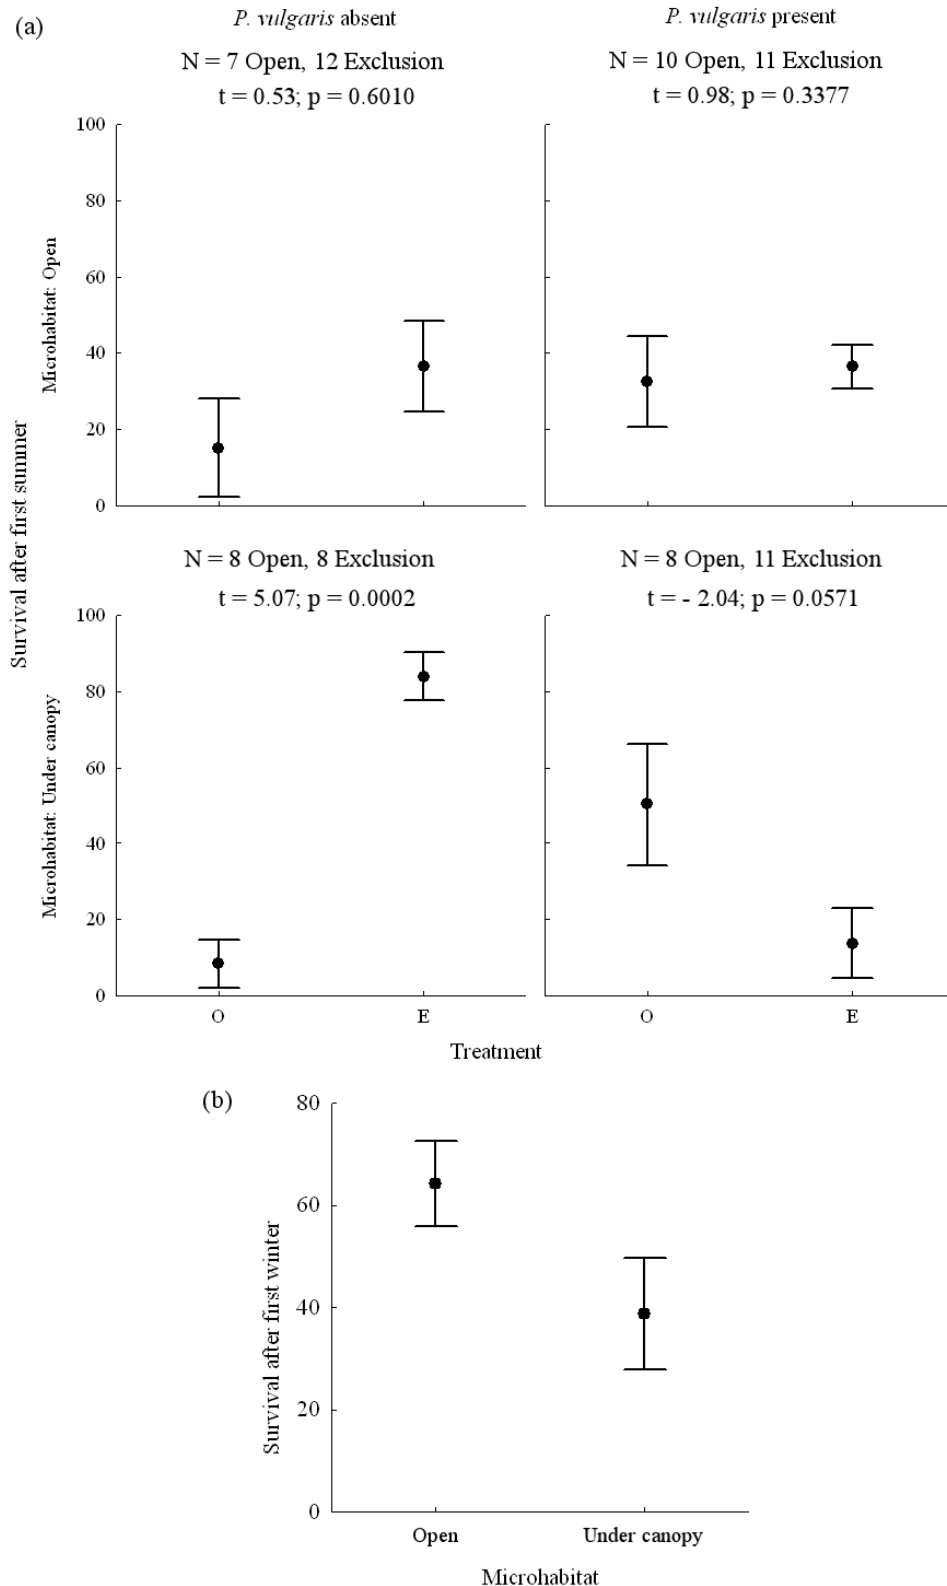 (a)
P. vulgaris absent
P. vulgaris present
N = 7 Open, 12 Exclusion
t = 0.53; p = 0.6010
N = 10 Open, 11 Exclusion
t = 0.98; p = 0.3377
Survival after first summer
Microhabitat: Open
100
80
60
40
20
0
N = 8 Open, 8 Exclusion
t = 5.07; p = 0.0002
N = 8 Open, 11 Exclusion
t = - 2.04; p = 0.0571
Microhabitat: Under canopy
100
80
60
40
20
0
O
E
O
E
Treatment
(b)
Survival after first winter
80
60
40
20
0
Open
Under canopy
Microhabitat